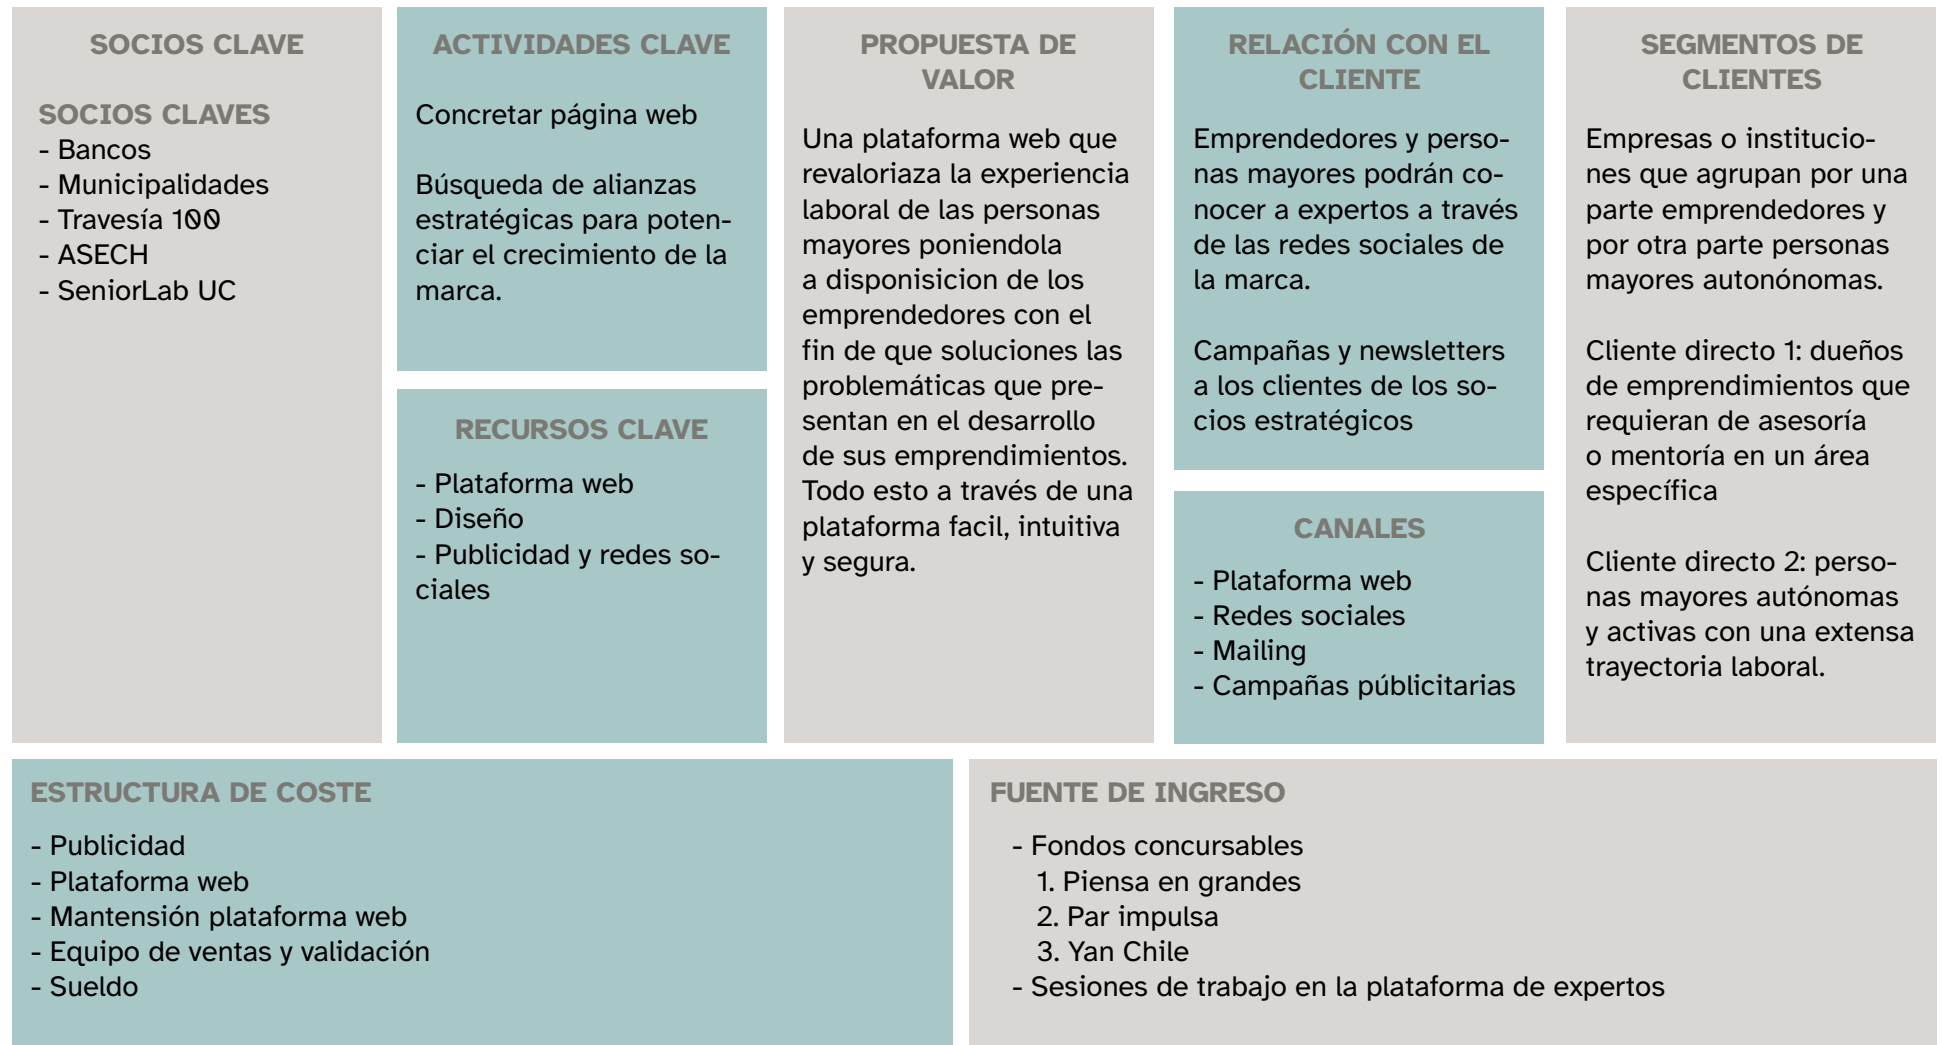 SOCIOS CLAVE
SOCIOS CLAVES
- Bancos
- Municipalidades
- Travesía 100
- ASECH
- SeniorLab UC
ACTIVIDADES CLAVE
Concretar página web
Búsqueda de alianzas
estratégicas para poten-
ciar el crecimiento de la
marca.
RECURSOS CLAVE
- Plataforma web
- Diseño
- Publicidad y redes so-
ciales
PROPUESTA DE
VALOR
Una plataforma web que
revaloriaza la experiencia
laboral de las personas
mayores poniendola
a disponisicion de los
emprendedores con el
fin de que soluciones las
problemáticas que pre-
sentan en el desarrollo
de sus emprendimientos.
Todo esto a través de una
plataforma facil, intuitiva
y segura.
RELACIÓN CON EL
CLIENTE
Emprendedores y perso-
nas mayores podrán co-
nocer a expertos a través
de las redes sociales de
la marca.
Campañas y newsletters
a los clientes de los so-
cios estratégicos
CANALES
- Plataforma web
- Redes sociales
- Mailing
- Campañas públicitarias
SEGMENTOS DE
CLIENTES
Empresas o institucio-
nes que agrupan por una
parte emprendedores y
por otra parte personas
mayores autonónomas.
Cliente directo 1: dueños
de emprendimientos que
requieran de asesoría
o mentoría en un área
específica
Cliente directo 2: perso-
nas mayores autónomas
y activas con una extensa
trayectoria laboral.
ESTRUCTURA DE COSTE
- Publicidad
- Plataforma web
- Mantensión plataforma web
- Equipo de ventas y validación
- Sueldo
FUENTE DE INGRESO
- Fondos concursables
1. Piensa en grandes
2. Par impulsa
3. Yan Chile
- Sesiones de trabajo en la plataforma de expertos